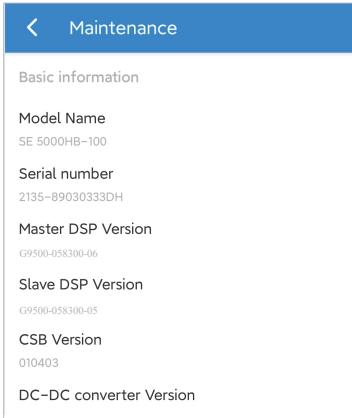 Maintenance
Basic information
Model Name
SE 5000HB-100
Serial number
2135-89030333DH
Master DSP Version
G9500-058300-06
Slave DSP Version
G9500-058300-05
CSB Version
010403
DC-DC converter Version